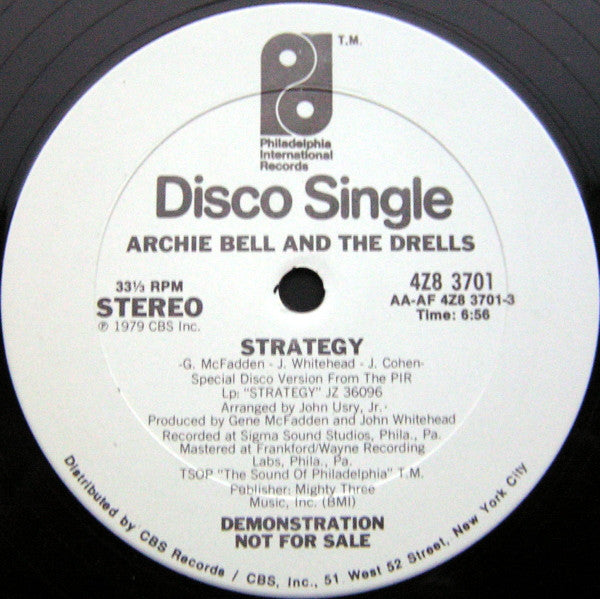 T.M.
Philadelphia
International
Records
Disco Single
ARCHIE BELL AND THE DRELLS
33⅓ RPM
STEREO
℗ 1979 CBS Inc.
4Z8 3701
AA-AF 4Z8 3701-3
Time: 6:56
STRATEGY
-G. McFadden - J. Whitehead - J. Cohen-
Special Disco Version From The PIR
Lp: "STRATEGY" JZ 36096
Arranged by John Usry, Jr.
Produced by Gene McFadden and John Whitehead
Recorded at Sigma Sound Studios, Phila., Pa.
Mastered at Frankford/Wayne Recording
Labs, Phila., Pa.
TSOP "The Sound Of Philadelphia" T.M.
Publisher: Mighty Three
Music, Inc. (BMI)
DEMONSTRATION
NOT FOR SALE
Distributed by CBS Records / CBS, Inc., 51 West 52 Street, New York City